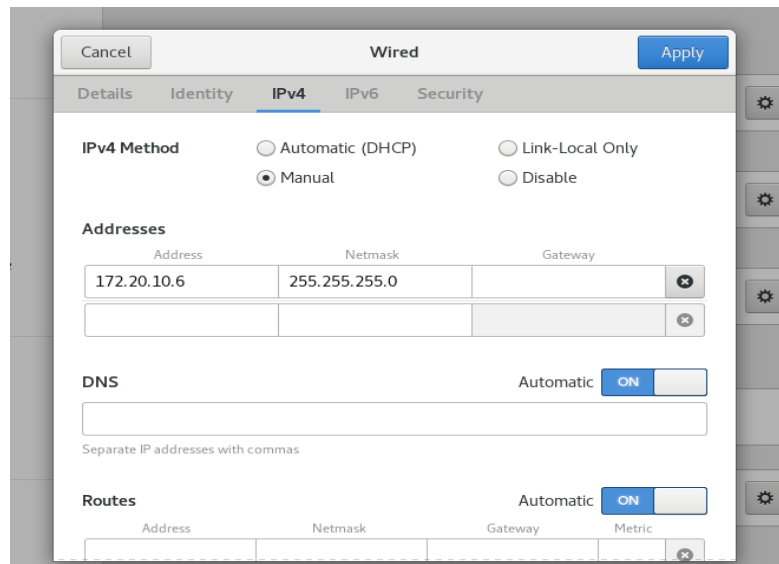 Cancel Wired Apply
Details Identity IPv4 IPv6 Security
IPv4 Method Automatic (DHCP) Link-Local Only
Manual Disable
Addresses
Address Netmask Gateway
172.20.10.6 255.255.255.0
DNS Automatic ON
Separate IP addresses with commas
Routes Automatic ON
Address Netmask Gateway Metric